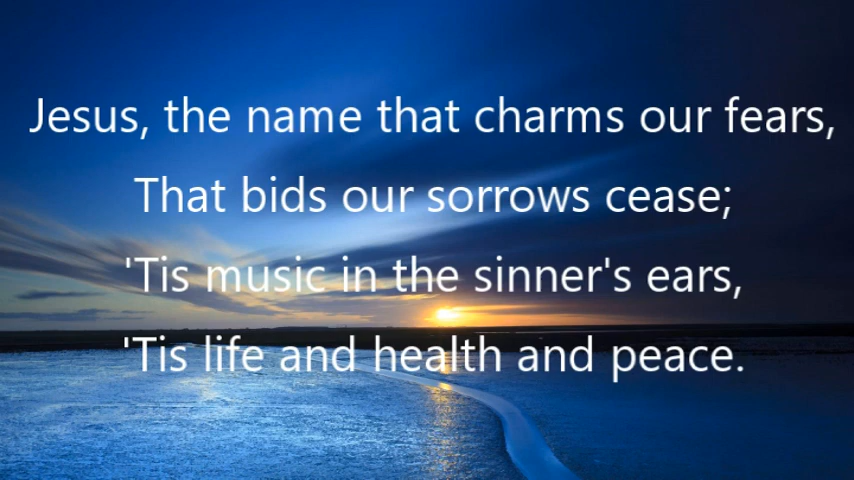 Jesus, the name that charms our fears,
That bids our sorrows cease;
'Tis music in the sinner's ears,
'Tis life and health and peace.